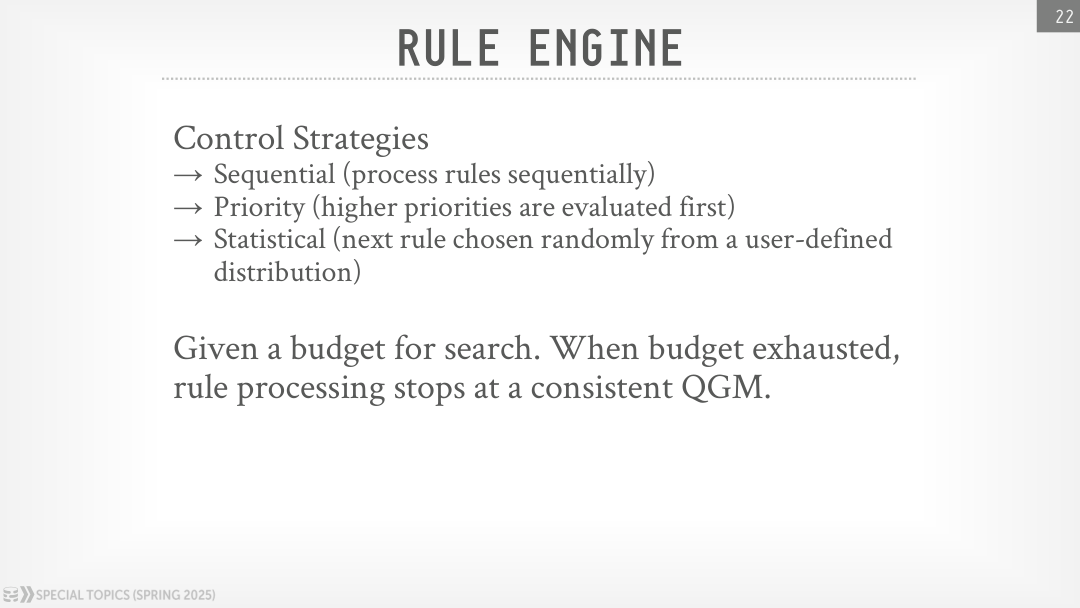 22
RULE ENGINE
Control Strategies
→ Sequential (process rules sequentially)
→ Priority (higher priorities are evaluated first)
→ Statistical (next rule chosen randomly from a user-defined
distribution)
Given a budget for search. When budget exhausted,
rule processing stops at a consistent QGM.
SPECIAL TOPICS (SPRING 2025)